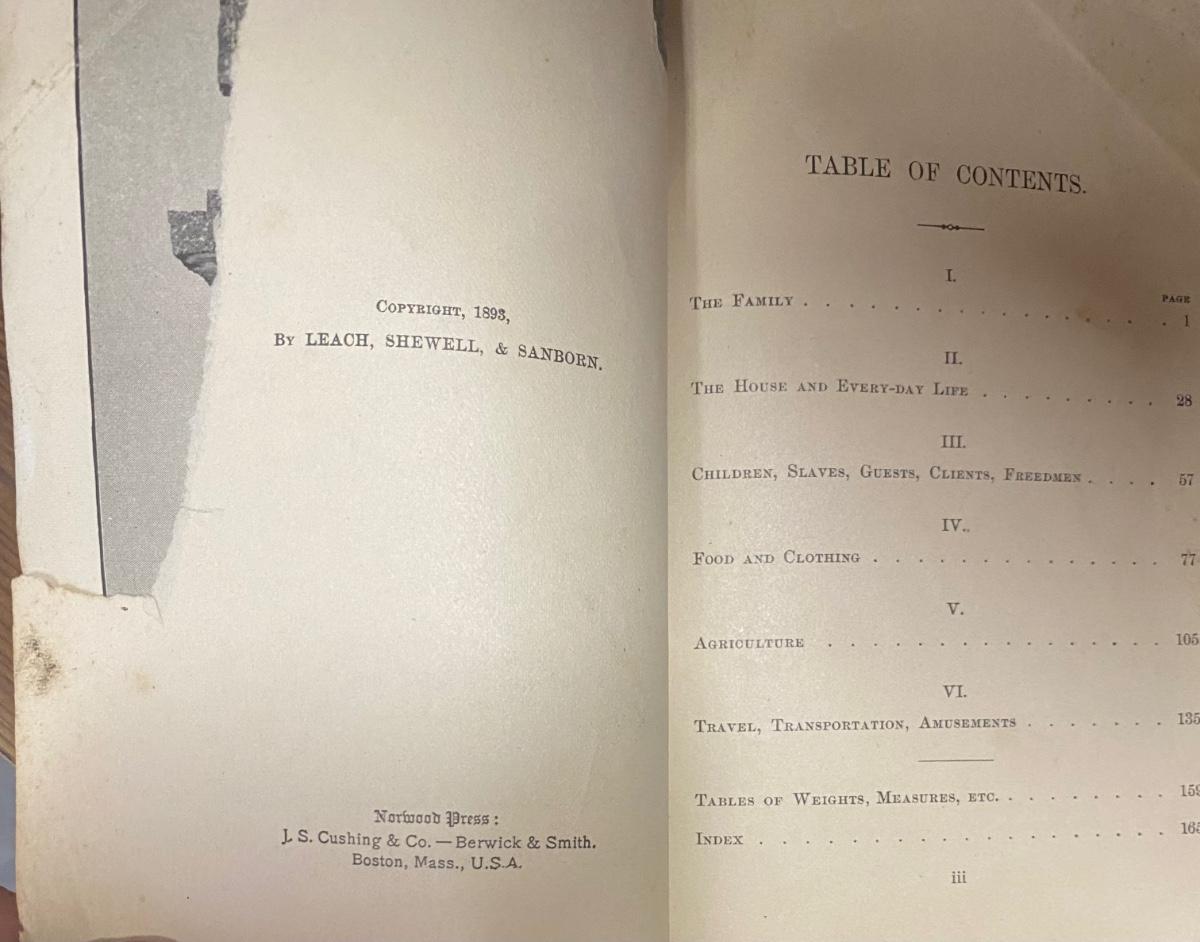 COPYRIGHT, 1893,
BY LEACH, SHEWELL, & SANBORN.
Norwood Press:
J. S. Cushing & Co. — Berwick & Smith.
Boston, Mass., U.S.A.
TABLE OF CONTENTS.
I.
PAGE
THE FAMILY . . . . . . . . . . . . . . . . 1
II.
THE HOUSE AND EVERY-DAY LIFE . . . . . . . . . 28
III.
CHILDREN, SLAVES, GUESTS, CLIENTS, FREEDMEN . . . . 57
IV.
FOOD AND CLOTHING . . . . . . . . . . . . 77
V.
AGRICULTURE . . . . . . . . . . . . . . 105
VI.
TRAVEL, TRANSPORTATION, AMUSEMENTS . . . . . . . 135
TABLES OF WEIGHTS, MEASURES, ETC. . . . . . . . . 159
INDEX . . . . . . . . . . . . . . . . . 165
iii